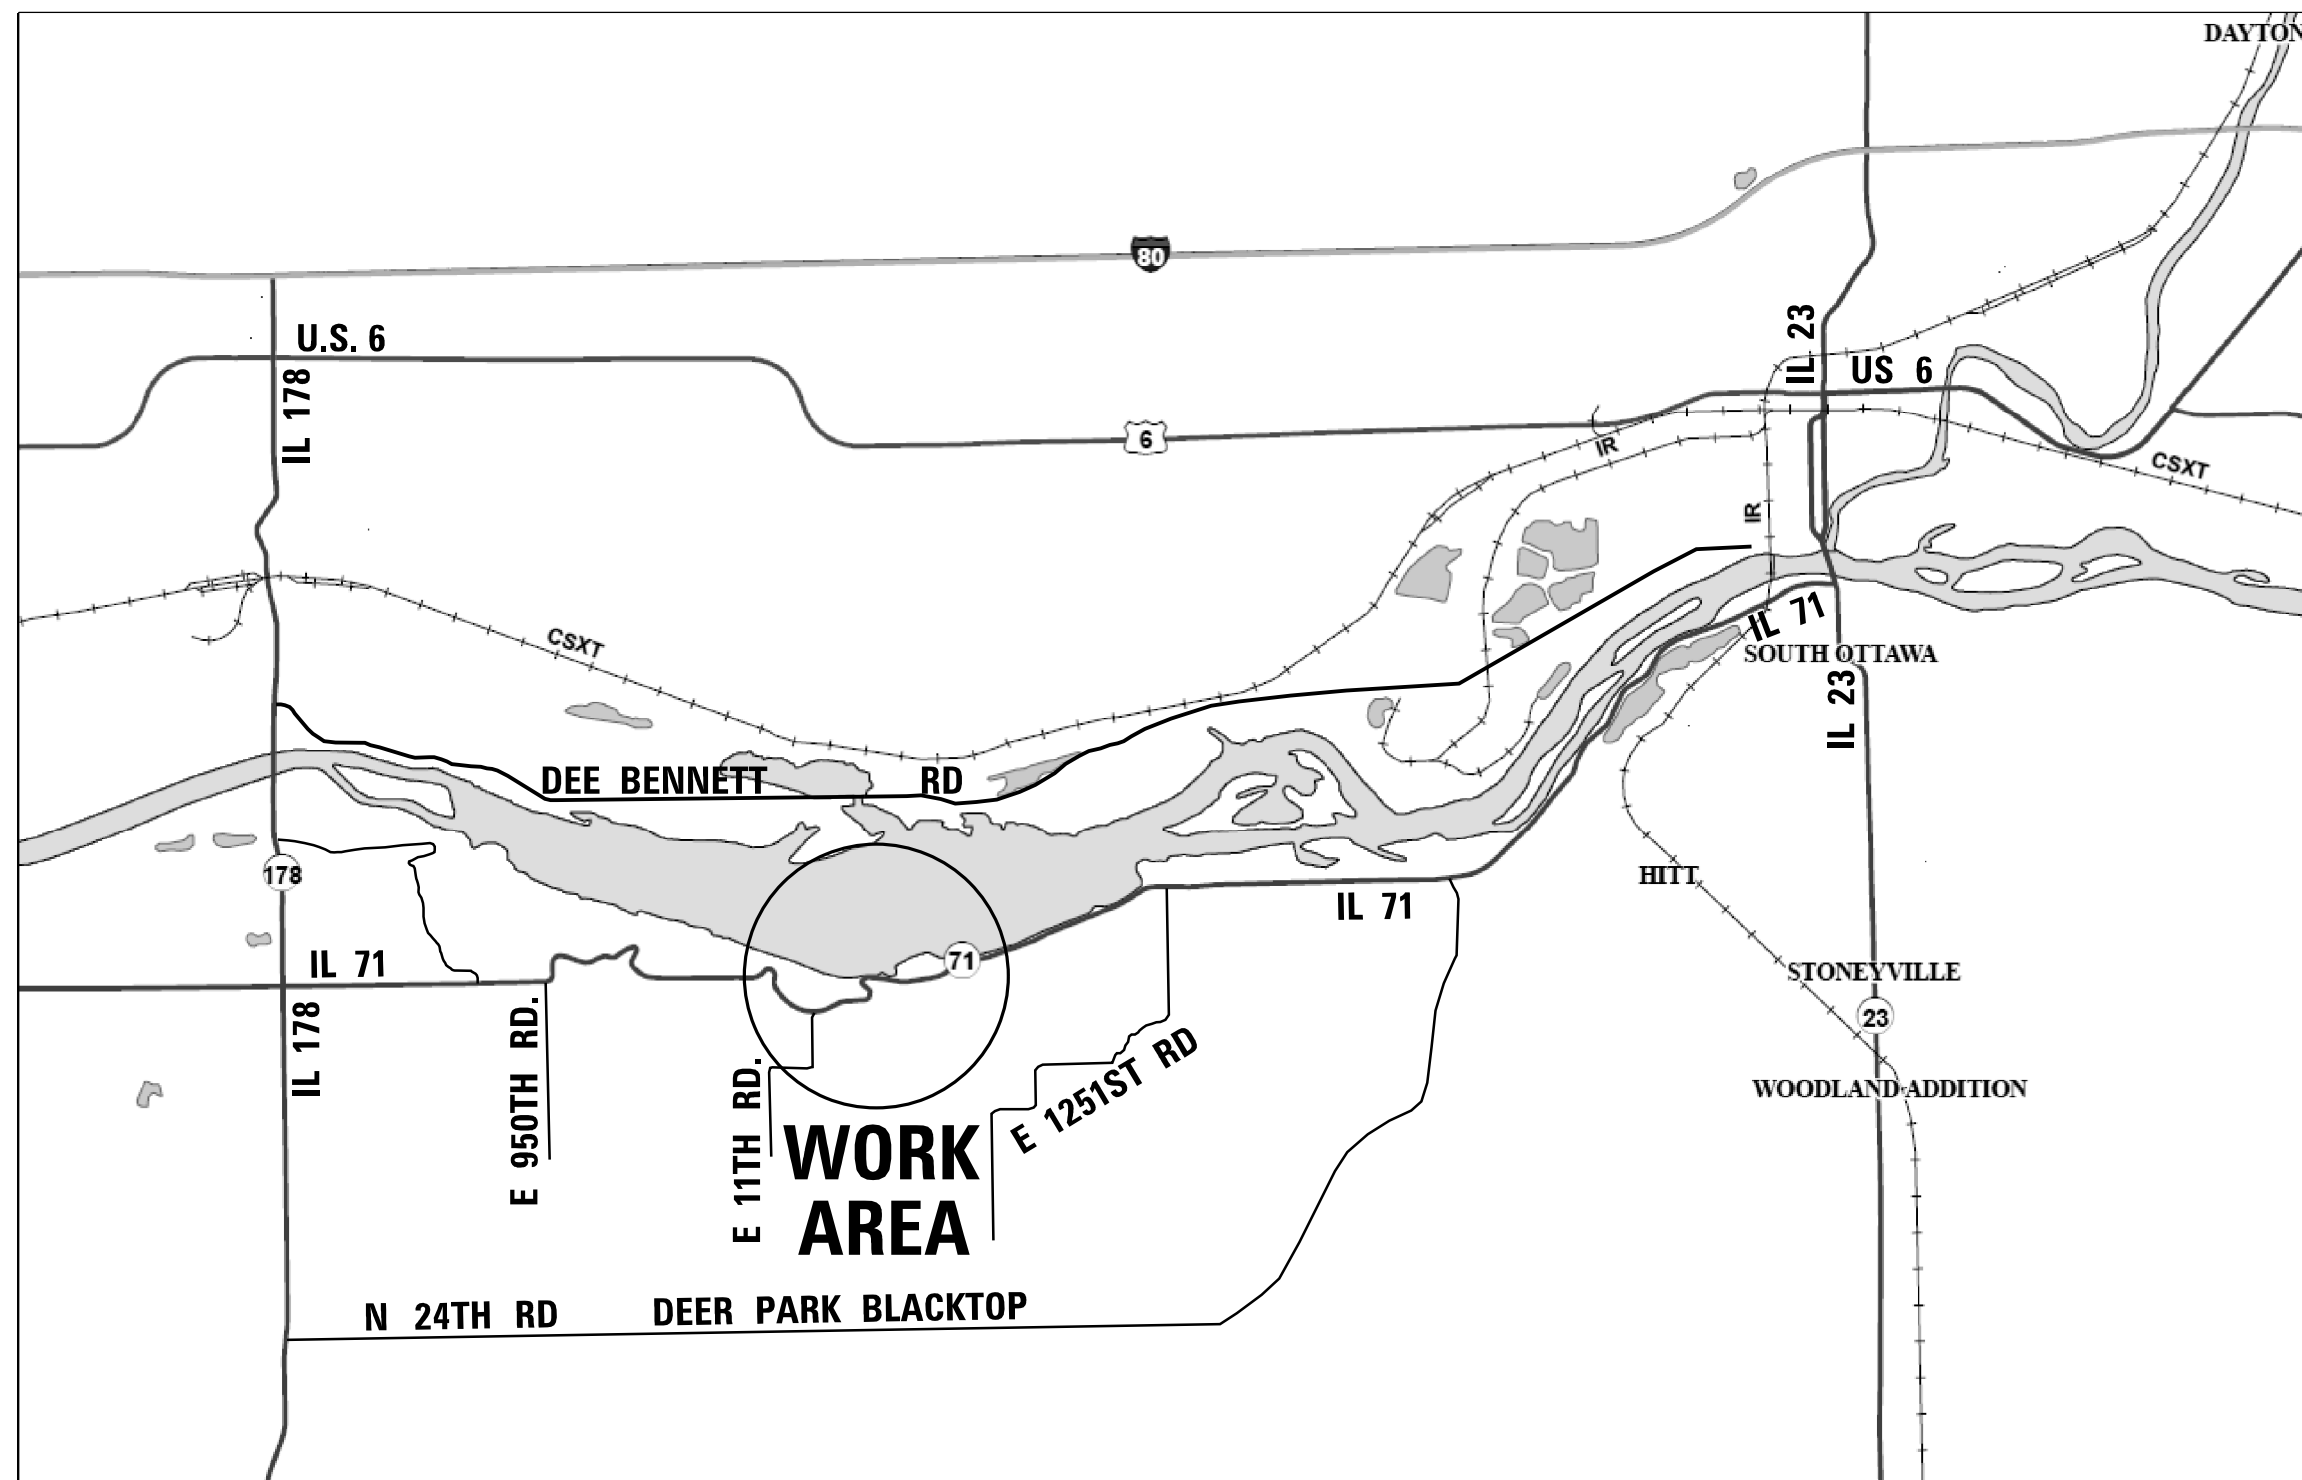 DAYTON
80
IL 23
U.S. 6
US 6
IL 178
6
IR
CSXT
IR
CSXT
IL 71
SOUTH OTTAWA
IL 23
DEE BENNETT RD
178
HITT
IL 71
IL 71
71
STONEYVILLE
IL 178
E 950TH RD.
23
E 11TH RD.
E 1251ST RD
WOODLAND ADDITION
WORK
AREA
N 24TH RD
DEER PARK BLACKTOP